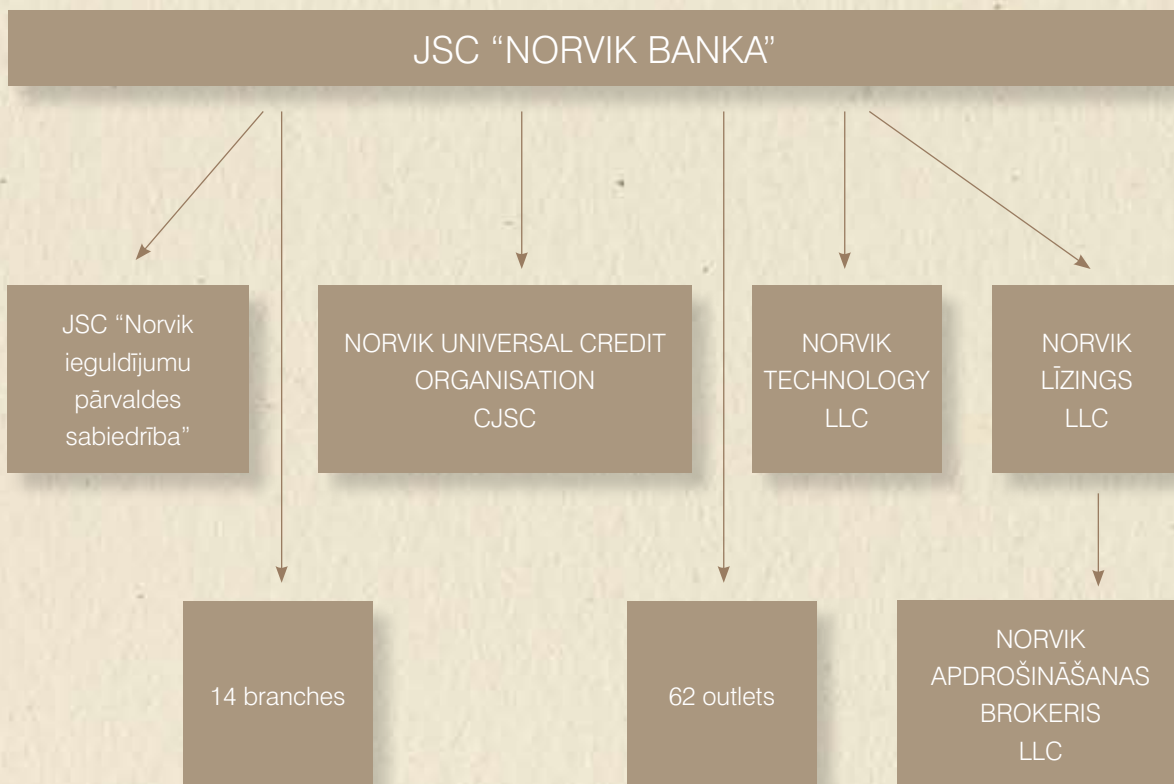 JSC “NORVIK BANKA”
JSC “Norvik
ieguldījumu
pārvaldes
sabiedrība”
NORVIK UNIVERSAL CREDIT
ORGANISATION
CJSC
NORVIK
TECHNOLOGY
LLC
NORVIK
LĪZINGS
LLC
14 branches
62 outlets
NORVIK
APDROŠINĀŠANAS
BROKERIS
LLC